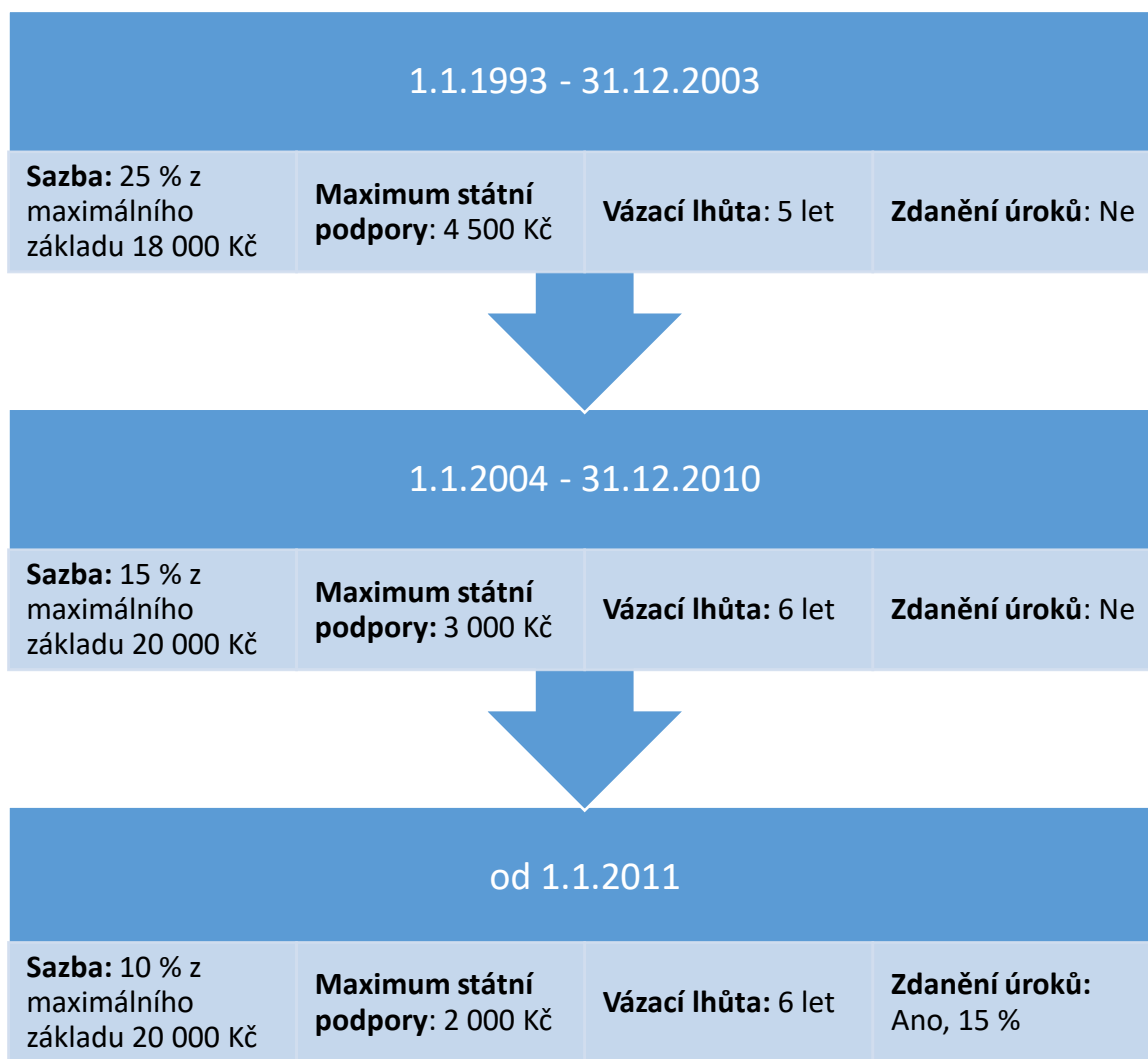 1.1.1993 - 31.12.2003
Sazba: 25 % z
maximálního
základu 18 000 Kč
Maximum státní
podpory: 4 500 Kč
Vázací lhůta: 5 let
Zdanění úroků: Ne
1.1.2004 - 31.12.2010
Sazba: 15 % z
maximálního
základu 20 000 Kč
Maximum státní
podpory: 3 000 Kč
Vázací lhůta: 6 let
Zdanění úroků: Ne
od 1.1.2011
Sazba: 10 % z
maximálního
základu 20 000 Kč
Maximum státní
podpory: 2 000 Kč
Vázací lhůta: 6 let
Zdanění úroků:
Ano, 15 %